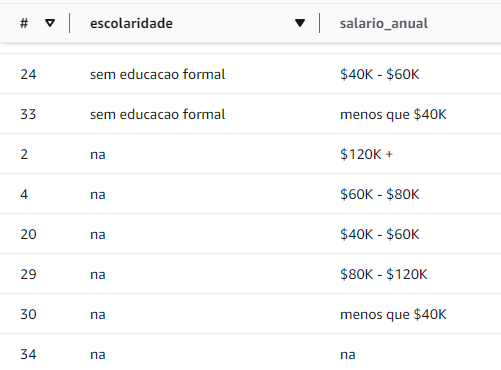 # escolaridade salario_anual
24 sem educacao formal $40K - $60K
33 sem educacao formal menos que $40K
2 na $120K +
4 na $60K - $80K
20 na $40K - $60K
29 na $80K - $120K
30 na menos que $40K
34 na na